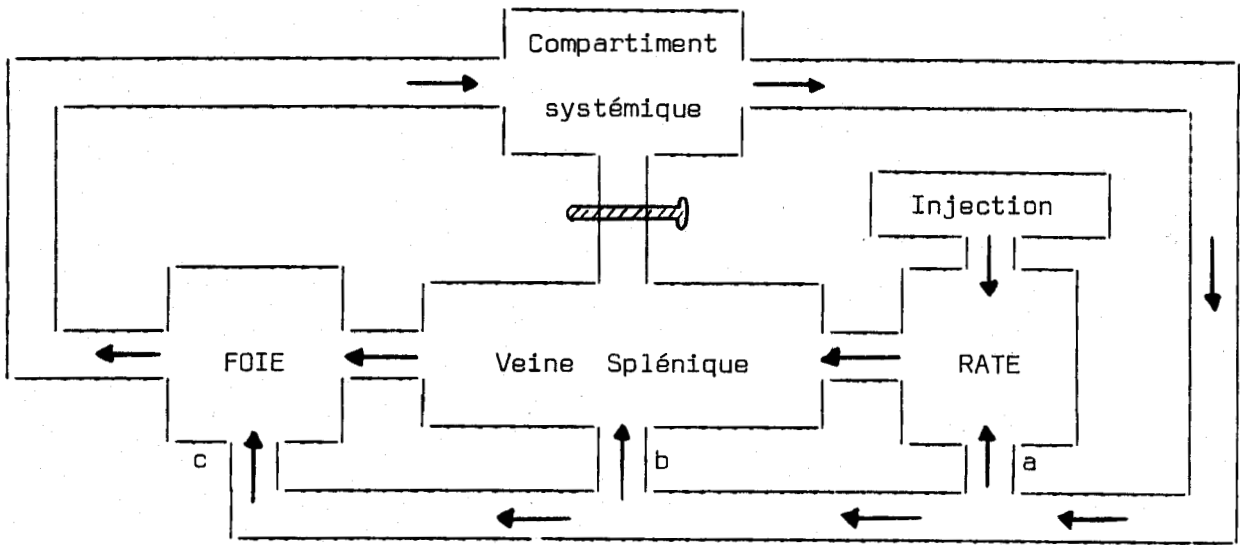 Compartiment
systémique
Injection
FOIE
Veine Splénique
RATE
c
b
a